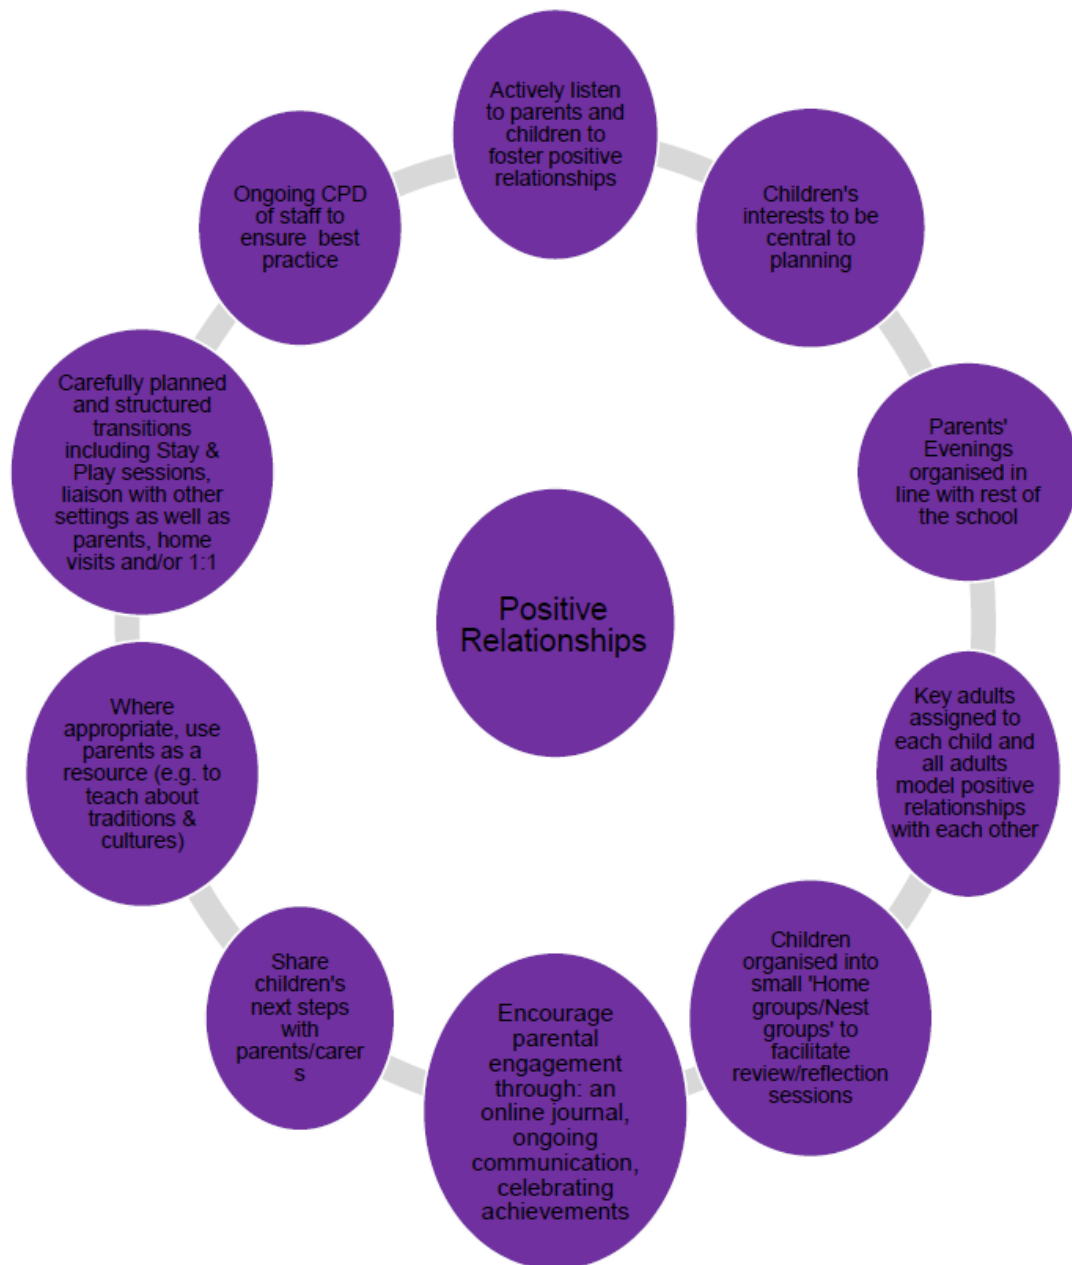 Actively listen
to parents and
children to
foster positive
relationships
Children's
interests to be
central to
planning
Parents'
Evenings
organised in
line with rest of
the school
Key adults
assigned to
each child and
all adults
model positive
relationships
with each other
Children
organised into
small 'Home
groups/Nest
groups' to
facilitate
review/reflection
sessions
Encourage
parental
engagement
through: an
online journal,
ongoing
communication,
celebrating
achievements
Share
children's
next steps
with
parents/carer
s
Where
appropriate, use
parents as a
resource (e.g. to
teach about
traditions &
cultures)
Carefully planned
and structured
transitions
including Stay &
Play sessions,
liaison with other
settings as well as
parents, home
visits and/or 1:1
Ongoing CPD
of staff to
ensure  best
practice
Positive
Relationships